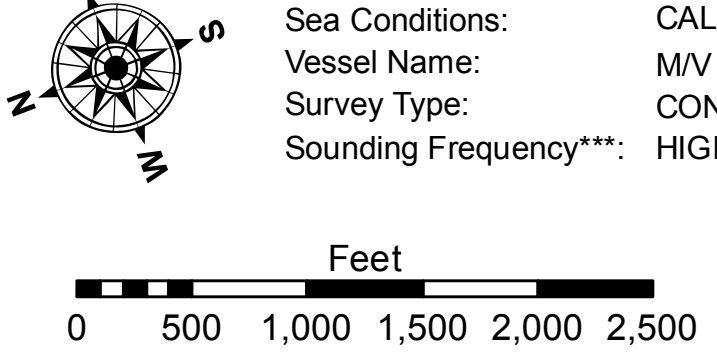 S
N
W
Sea Conditions: CAL
Vessel Name: M/V
Survey Type: CON
Sounding Frequency***: HIGH
Feet
0 500 1,000 1,500 2,000 2,500